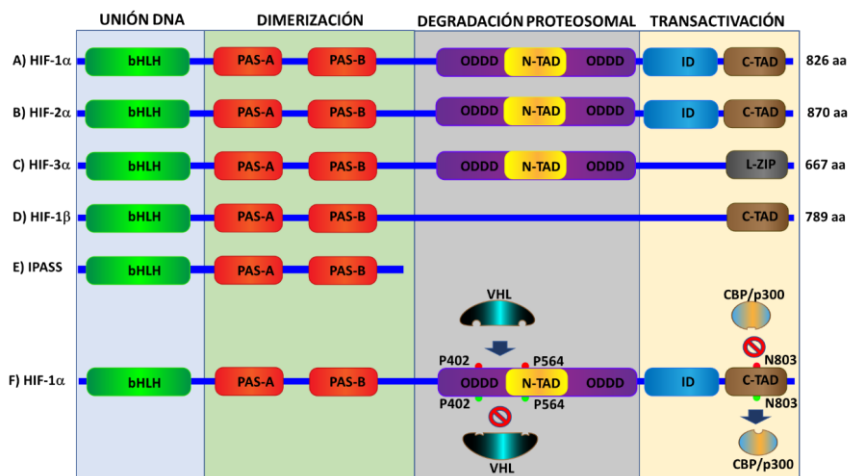 UNIÓN DNA DIMERIZACIÓN DEGRADACIÓN PROTEOSOMAL TRANSACTIVACIÓN
A) HIF-1α bHLH PAS-A PAS-B ODDD N-TAD ODDD ID C-TAD 826 aa
B) HIF-2α bHLH PAS-A PAS-B ODDD N-TAD ODDD ID C-TAD 870 aa
C) HIF-3α bHLH PAS-A PAS-B ODDD N-TAD ODDD L-ZIP 667 aa
D) HIF-1β bHLH PAS-A PAS-B C-TAD 789 aa
E) IPASS bHLH PAS-A PAS-B
VHL CBP/p300
P402 P564 N803
F) HIF-1α bHLH PAS-A PAS-B ODDD N-TAD ODDD ID C-TAD
P402 P564 N803
VHL CBP/p300